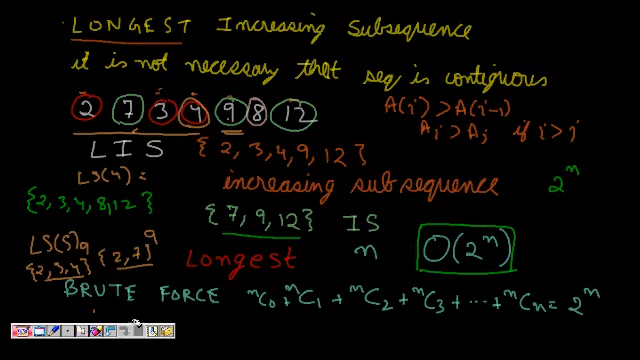 LONGEST Increasing Subsequence
it is not necessary that seq is contiguous
2 7 3 4 9 8 12
A(i) > A(i-1)
Ai > Aj if i > j
LIS {2, 3, 4, 9, 12}
LS(4) =
increasing subsequence 2^n
{2, 3, 4, 8, 12}
{7, 9, 12} IS
LS(5) 9 9
{2, 3, 4} {2, 7}
Longest n O(2^n)
BRUTE FORCE ⁿC₀ + ⁿC₁ + ⁿC₂ + ⁿC₃ + ... + ⁿCₙ = 2ⁿ